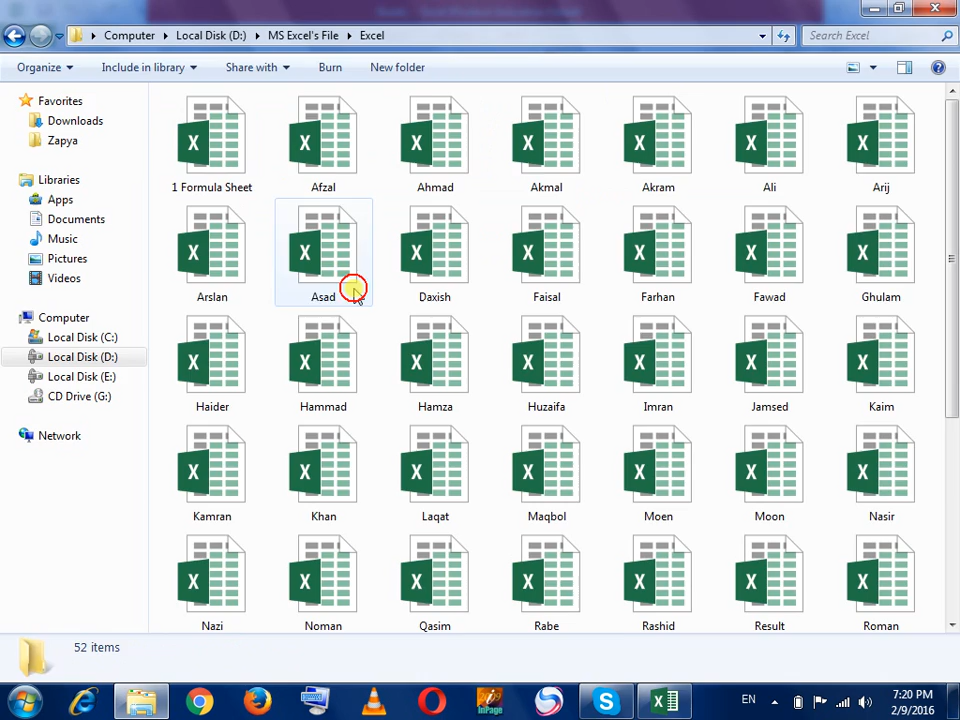 Computer Local Disk (D:) MS Excel's File Excel
Search Excel
Organize Include in library Share with Burn New folder
Favorites
Downloads
Zapya
Libraries
Apps
Documents
Music
Pictures
Videos
Computer
Local Disk (C:)
Local Disk (D:)
Local Disk (E:)
CD Drive (G:)
Network
1 Formula Sheet Afzal Ahmad Akmal Akram Ali Arij
Arslan Asad Daxish Faisal Farhan Fawad Ghulam
Haider Hammad Hamza Huzaifa Imran Jamsed Kaim
Kamran Khan Laqat Maqbol Moen Moon Nasir
Nazi Noman Qasim Rabe Rashid Result Roman
52 items
InPage
EN
7:20 PM
2/9/2016